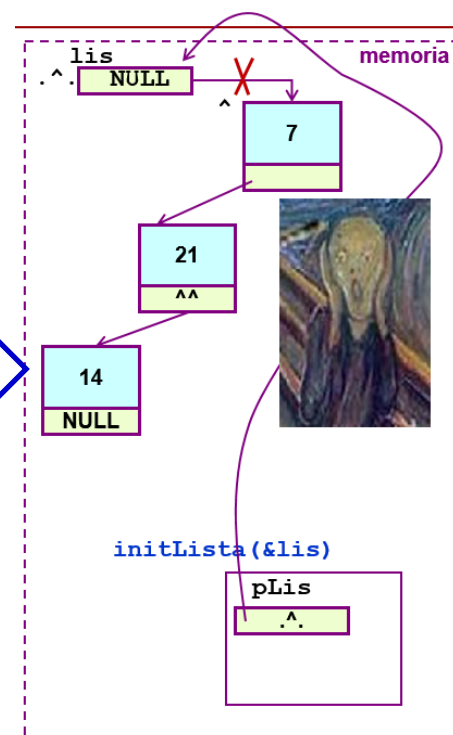 memoria
lis
.^. NULL
^
7
21
^^
14
NULL
initLista(&lis)
pLis
.^.